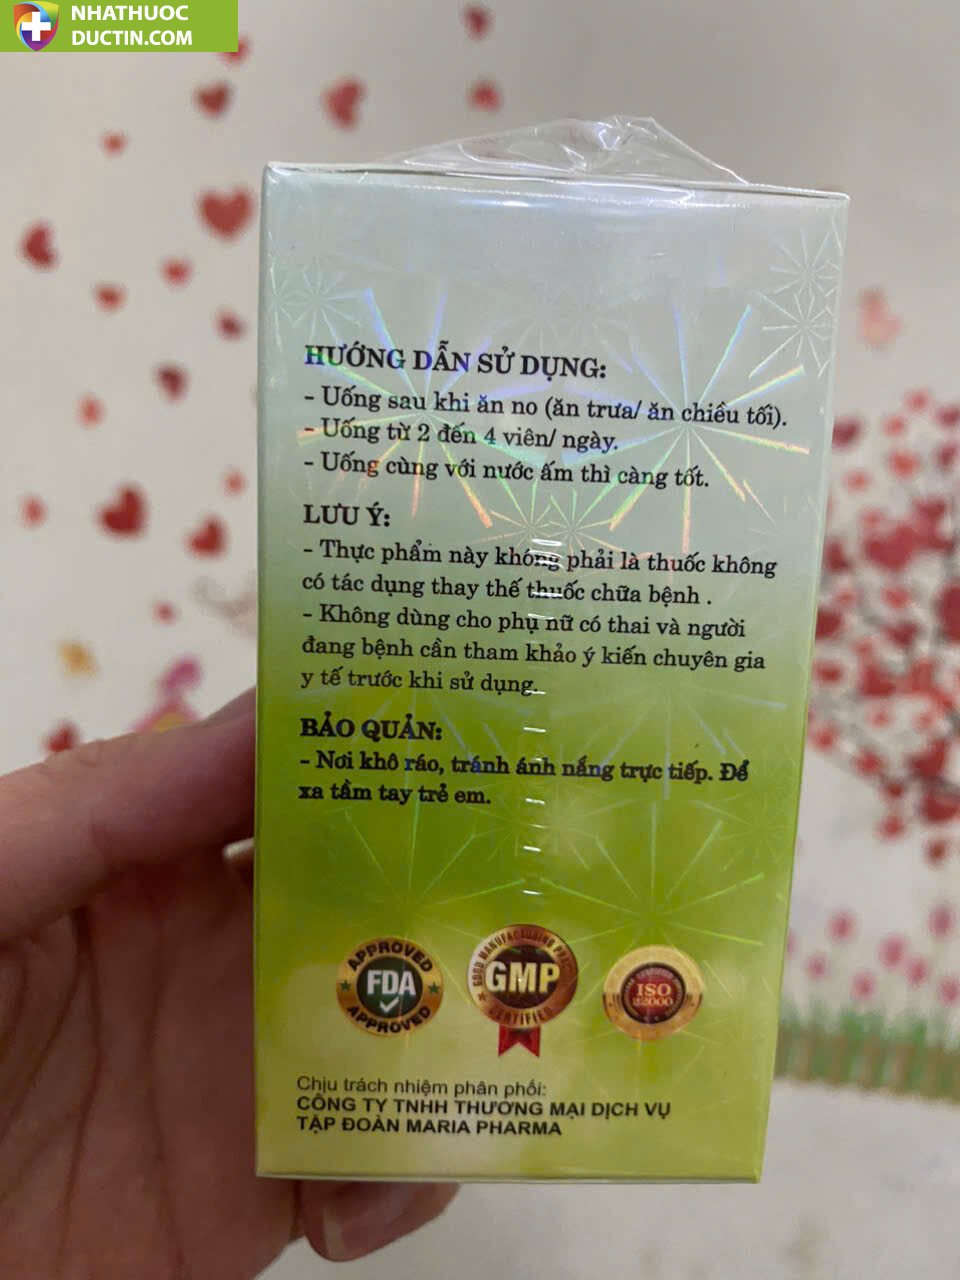 NHATHUOC
DUCTIN.COM
HƯỚNG DẪN SỬ DỤNG:
- Uống sau khi ăn no (ăn trưa/ ăn chiều tối).
- Uống từ 2 đến 4 viên/ ngày.
- Uống cùng với nước ấm thì càng tốt.
LƯU Ý:
- Thực phẩm này không phải là thuốc không
có tác dụng thay thế thuốc chữa bệnh .
- Không dùng cho phụ nữ có thai và người
đang bệnh cần tham khảo ý kiến chuyên gia
y tế trước khi sử dụng.
BẢO QUẢN:
- Nơi khô ráo, tránh ánh nắng trực tiếp. Để
xa tầm tay trẻ em.
APPROVED
FDA
APPROVED
GOOD MANUFACTURING
GMP
CERTIFIED
ISO
22000
Chịu trách nhiệm phân phối:
CÔNG TY TNHH THƯƠNG MẠI DỊCH VỤ
TẬP ĐOÀN MARIA PHARMA